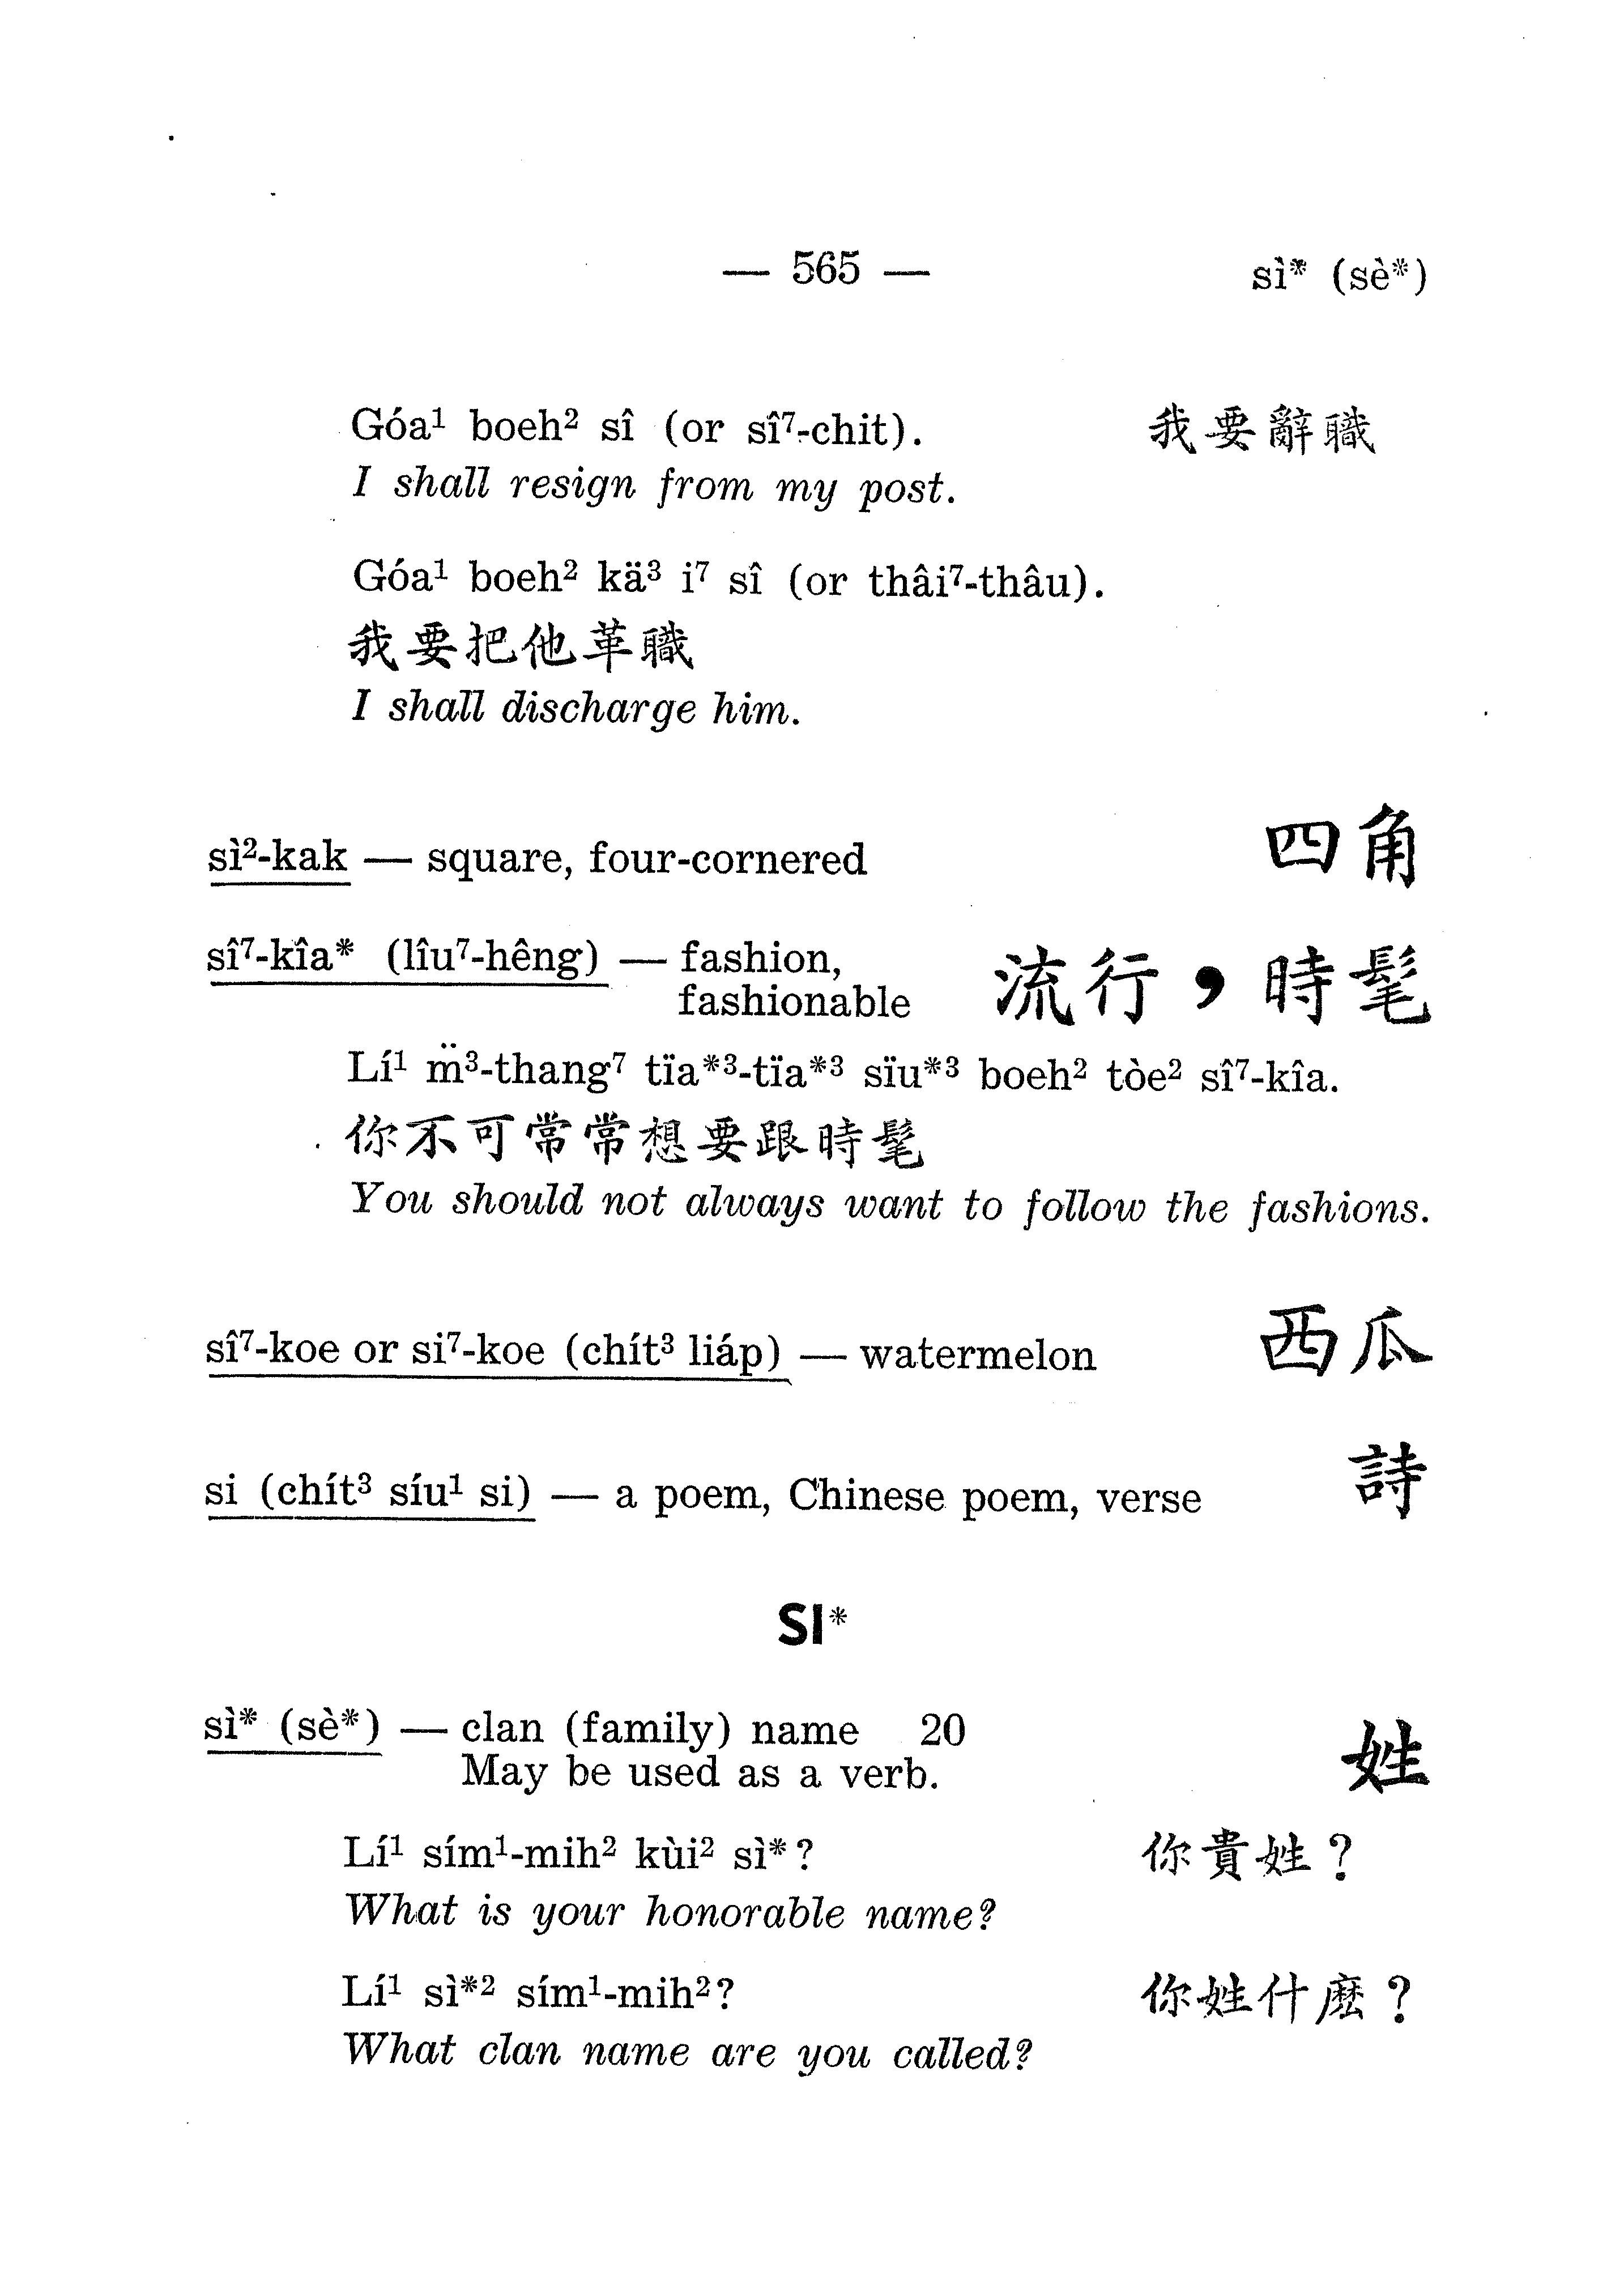 — 565 — sì* (sè*)
Góa¹ boeh² sî (or sî⁷-chit). 我要辭職
I shall resign from my post.
Góa¹ boeh² kä³ i⁷ sî (or thâi⁷-thâu).
我要把他革職
I shall discharge him.
sì²-kak — square, four-cornered 四角
sî⁷-kîa* (lîu⁷-hêng) — fashion, 流行，時髦
fashionable
Lí¹ m̈³-thang⁷ tïa*³-tïa*³ sïu*³ boeh² tòe² sî⁷-kîa.
你不可常常想要跟時髦
You should not always want to follow the fashions.
sî⁷-koe or si⁷-koe (chít³ liáp) — watermelon 西瓜
si (chít³ síu¹ si) — a poem, Chinese poem, verse 詩
SI*
sì* (sè*) — clan (family) name 20 姓
May be used as a verb.
Lí¹ sím¹-mih² kùi² sì*? 你貴姓？
What is your honorable name?
Lí¹ sì*² sím¹-mih²? 你姓什麼？
What clan name are you called?